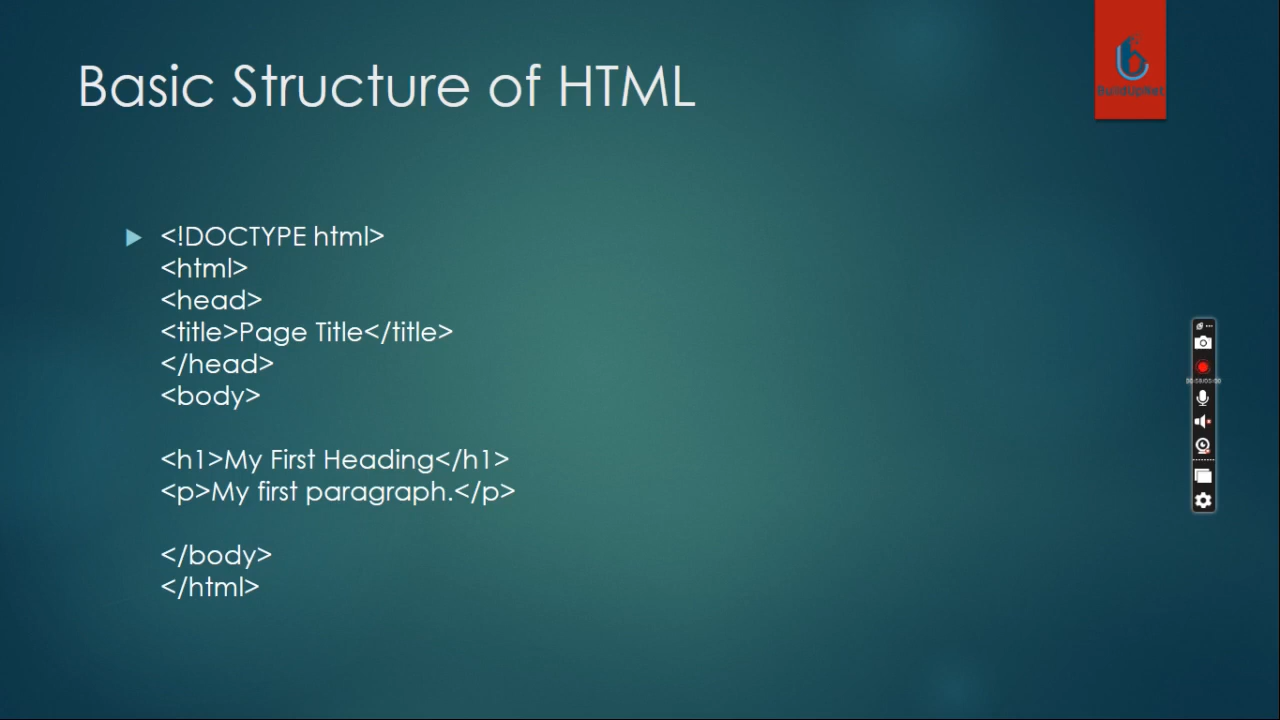 Basic Structure of HTML
<!DOCTYPE html>
<html>
<head>
<title>Page Title</title>
</head>
<body>
<h1>My First Heading</h1>
<p>My first paragraph.</p>
</body>
</html>